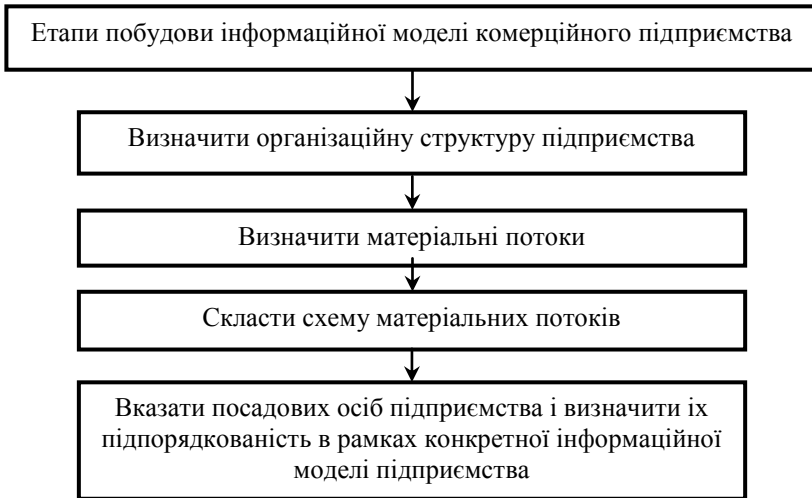 Етапи побудови інформаційної моделі комерційного підприємства
Визначити організаційну структуру підприємства
Визначити матеріальні потоки
Скласти схему матеріальних потоків
Вказати посадових осіб підприємства і визначити їх
підпорядкованість в рамках конкретної інформаційної
моделі підприємства